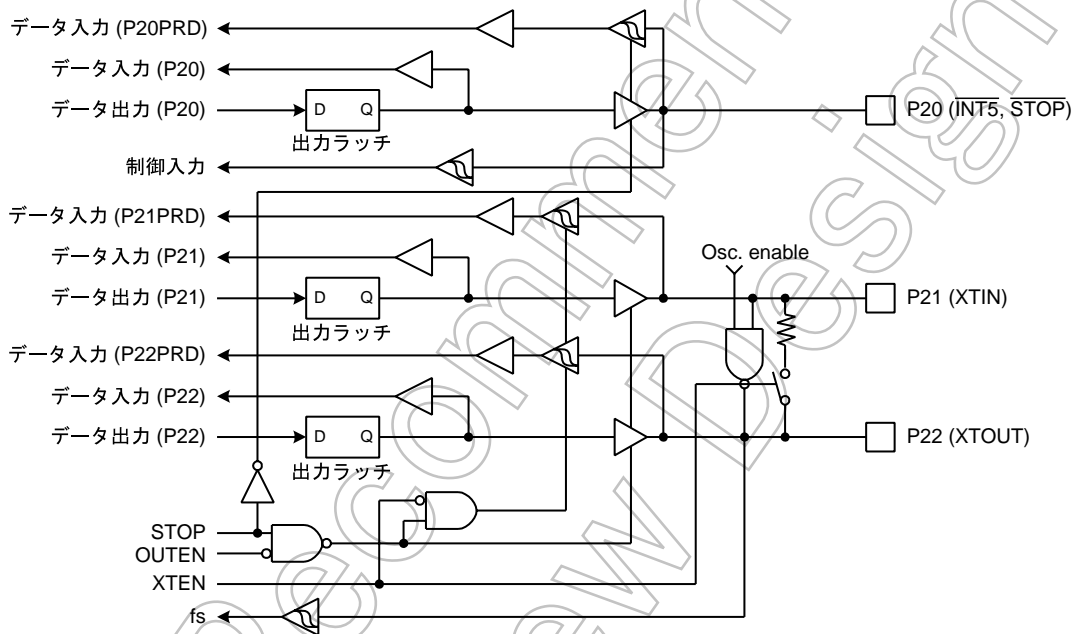 データ入力 (P20PRD)
データ入力 (P20)
データ出力 (P20)
D Q
出力ラッチ
P20 (INT5, STOP)
制御入力
データ入力 (P21PRD)
データ入力 (P21)
Osc. enable
データ出力 (P21)
D Q
出力ラッチ
P21 (XTIN)
データ入力 (P22PRD)
データ入力 (P22)
データ出力 (P22)
D Q
出力ラッチ
P22 (XTOUT)
STOP
OUTEN
XTEN
fs